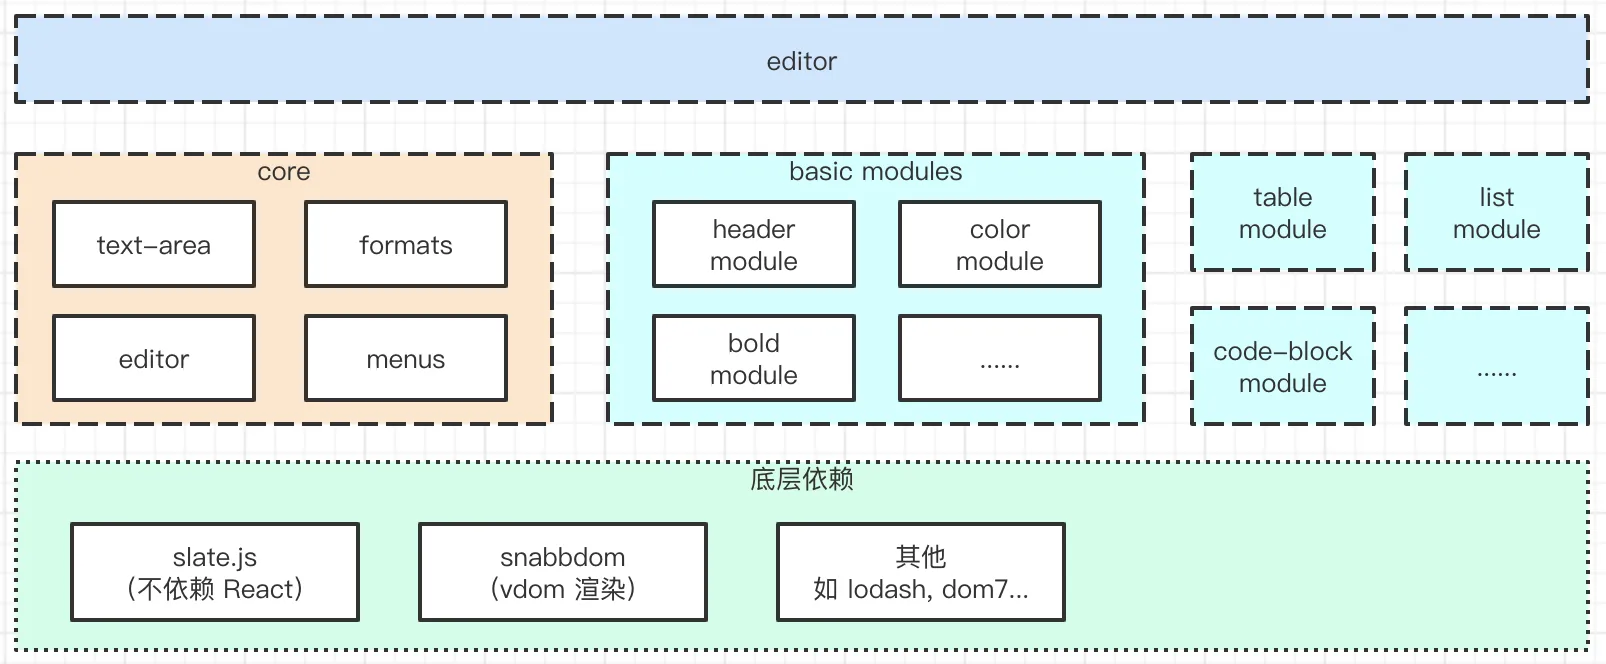 editor
core
text-area
formats
editor
menus
basic modules
header
module
color
module
bold
module
......
table
module
list
module
code-block
module
......
底层依赖
slate.js
（不依赖 React）
snabbdom
（vdom 渲染）
其他
如 lodash, dom7...